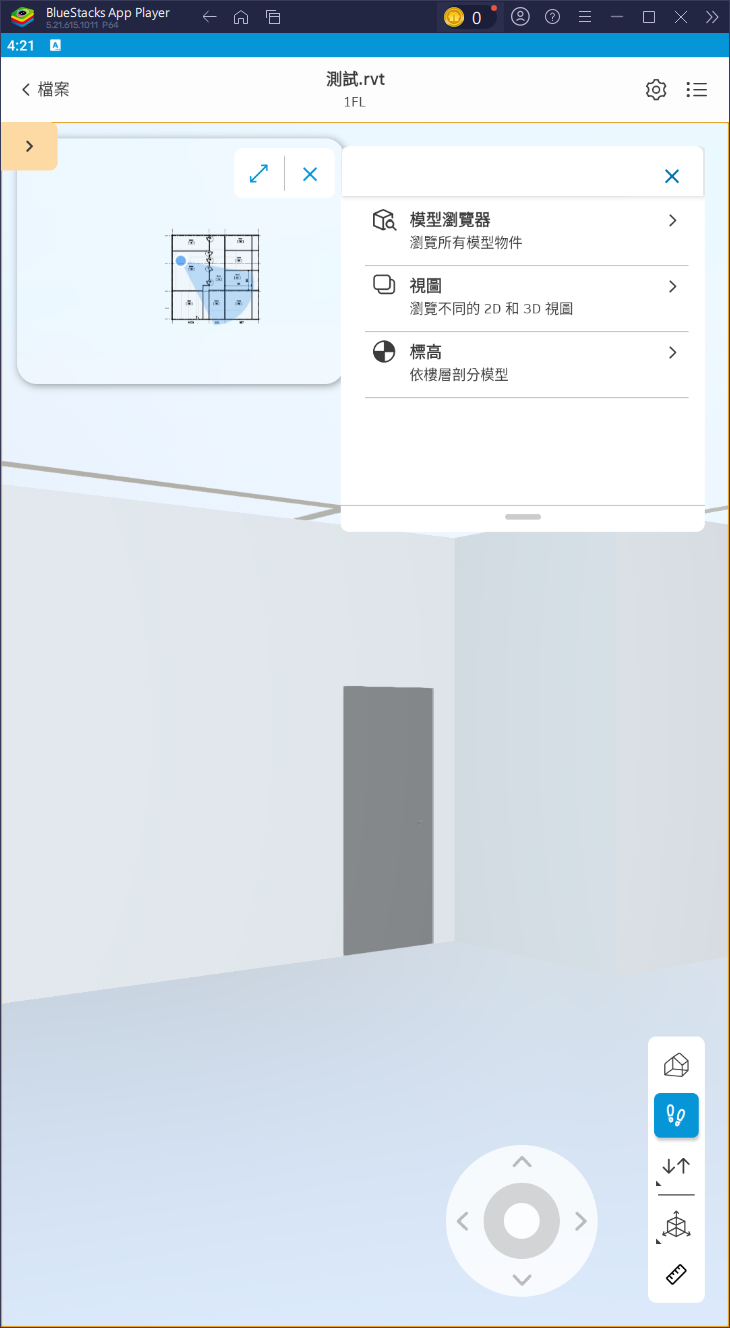 BlueStacks App Player
5.21.615.1011 P64
0
4:21
A
檔案
測試.rvt
1FL
模型瀏覽器
瀏覽所有模型物件
視圖
瀏覽不同的 2D 和 3D 視圖
標高
依樓層剖分模型